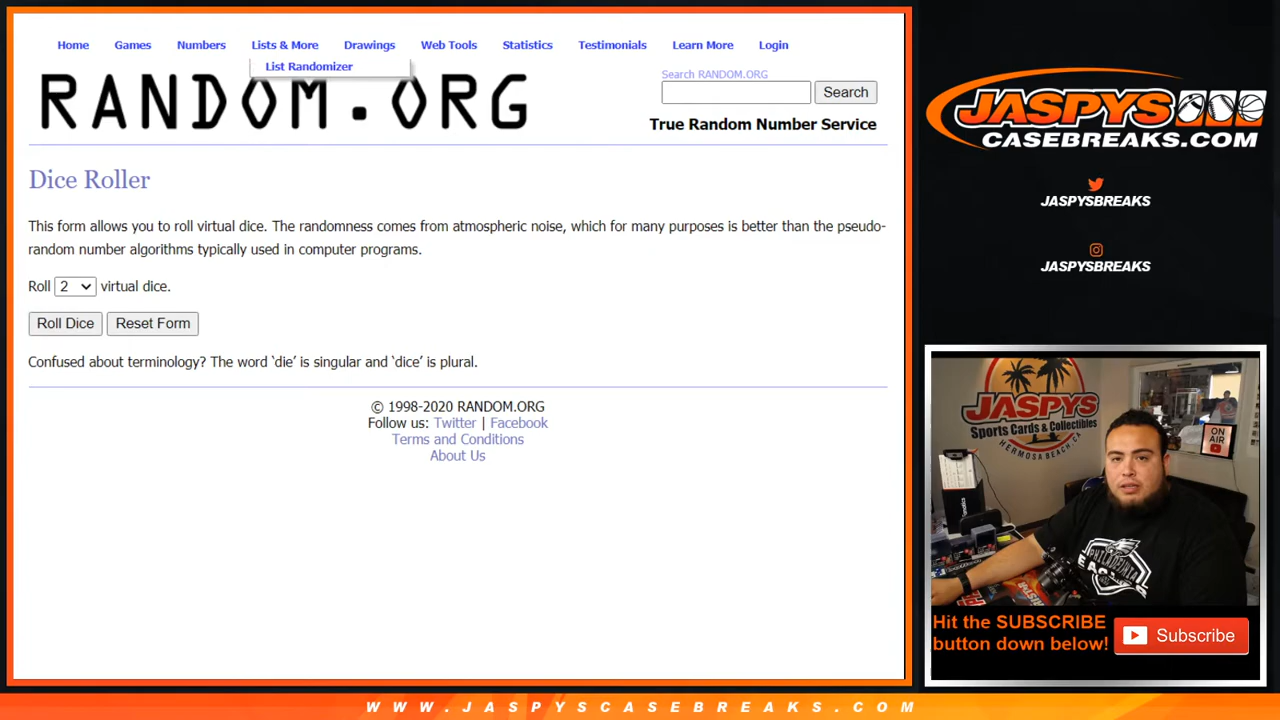 Home Games Numbers Lists & More Drawings Web Tools Statistics Testimonials Learn More Login
List Randomizer
RANDOM.ORG
Search RANDOM.ORG
Search
True Random Number Service
Dice Roller
This form allows you to roll virtual dice. The randomness comes from atmospheric noise, which for many purposes is better than the pseudo-
random number algorithms typically used in computer programs.
Roll 2 virtual dice.
Roll Dice Reset Form
Confused about terminology? The word ‘die’ is singular and ‘dice’ is plural.
© 1998-2020 RANDOM.ORG
Follow us: Twitter | Facebook
Terms and Conditions
About Us
JASPYS
CASEBREAKS.COM
JASPYSBREAKS
JASPYSBREAKS
JASPYS
Sports Cards & Collectibles
HERMOSA BEACH, CA
ON
AIR
PHILADELPHIA
EAGLES
Hit the SUBSCRIBE
button down below!
Subscribe
WWW.JASPYSCASEBREAKS.COM